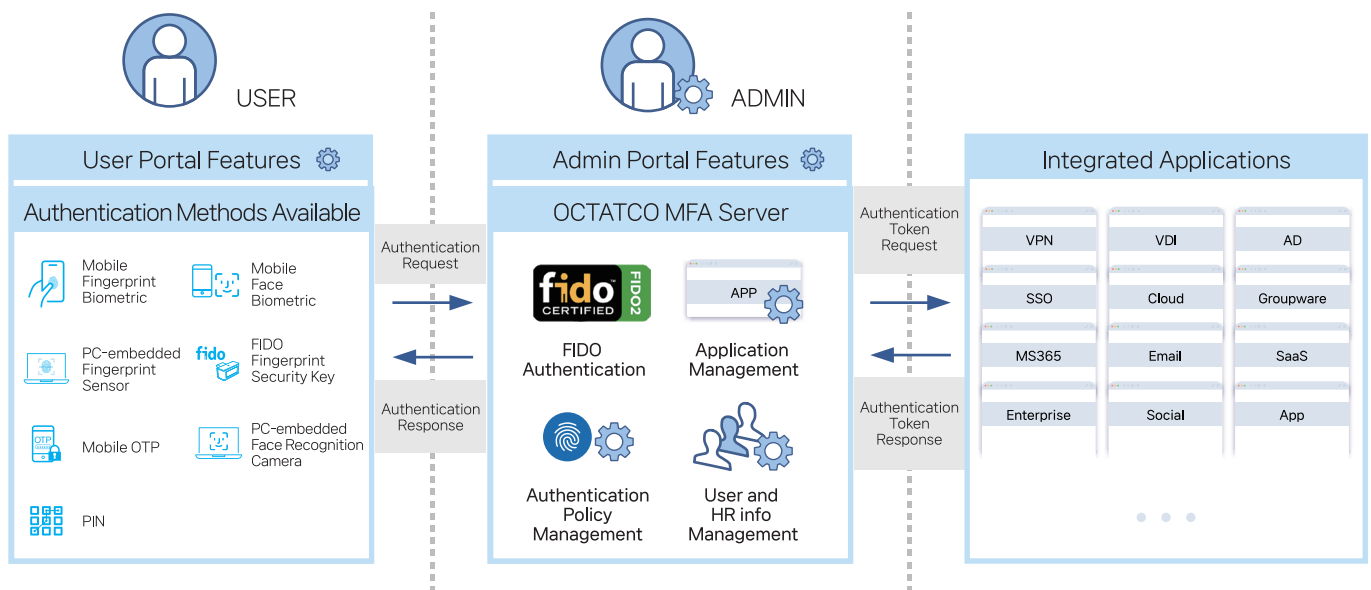 USER
ADMIN
User Portal Features
Authentication Methods Available
Mobile
Fingerprint
Biometric
Mobile
Face
Biometric
PC-embedded
Fingerprint
Sensor
fido
FIDO
Fingerprint
Security Key
OTP
Mobile OTP
PC-embedded
Face Recognition
Camera
PIN
Authentication
Request
Authentication
Response
Admin Portal Features
OCTATCO MFA Server
fido
CERTIFIED
FIDO2
FIDO
Authentication
APP
Application
Management
Authentication
Policy
Management
User and
HR info
Management
Authentication
Token
Request
Authentication
Token
Response
Integrated Applications
VPN
VDI
AD
SSO
Cloud
Groupware
MS365
Email
SaaS
Enterprise
Social
App